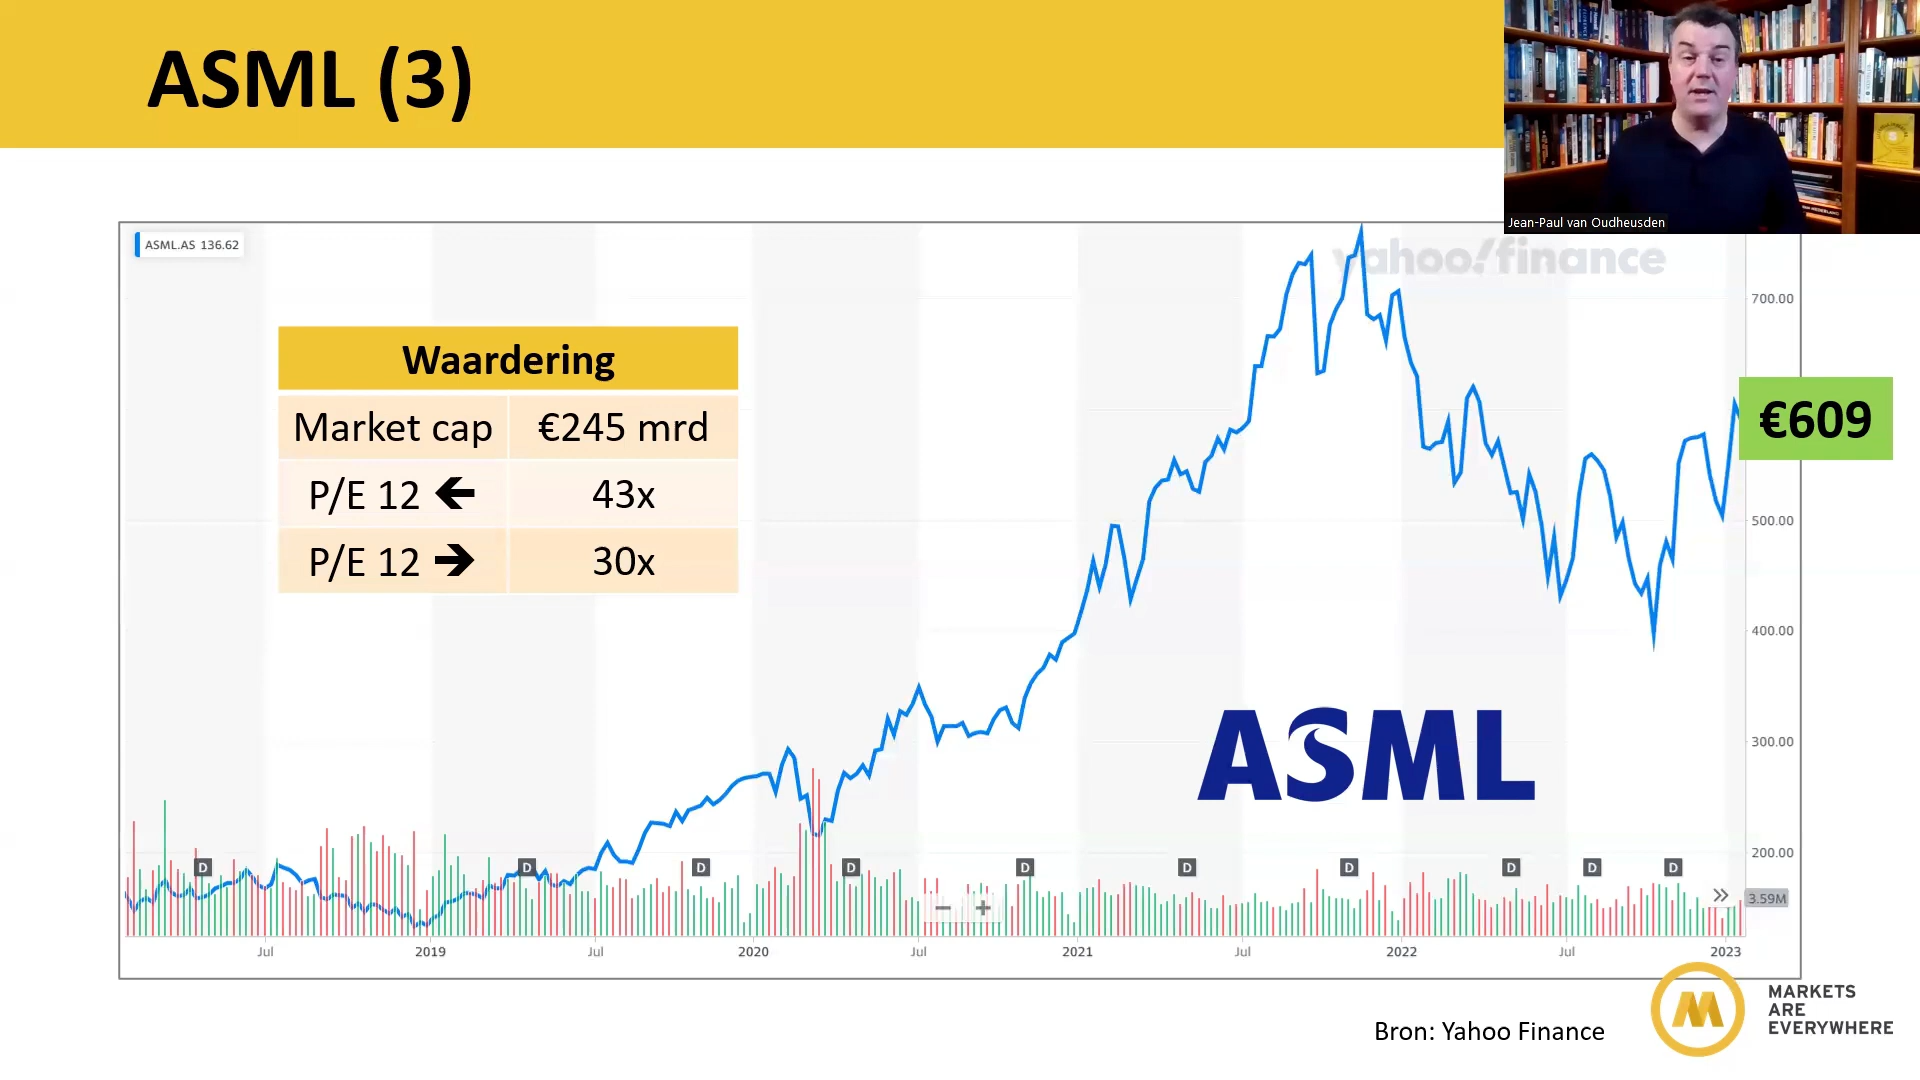 ASML (3)
Jean-Paul van Oudheusden
ASML.AS 136.62
yahoo!finance
700.00
Waardering
Market cap €245 mrd
P/E 12 🡸 43x
P/E 12 🡺 30x
€609
500.00
400.00
300.00
200.00
ASML
D D D D D D D D D
− +
»
3.59M
Jul 2019 Jul 2020 Jul 2021 Jul 2022 Jul 2023
Bron: Yahoo Finance
MARKETS
ARE
EVERYWHERE